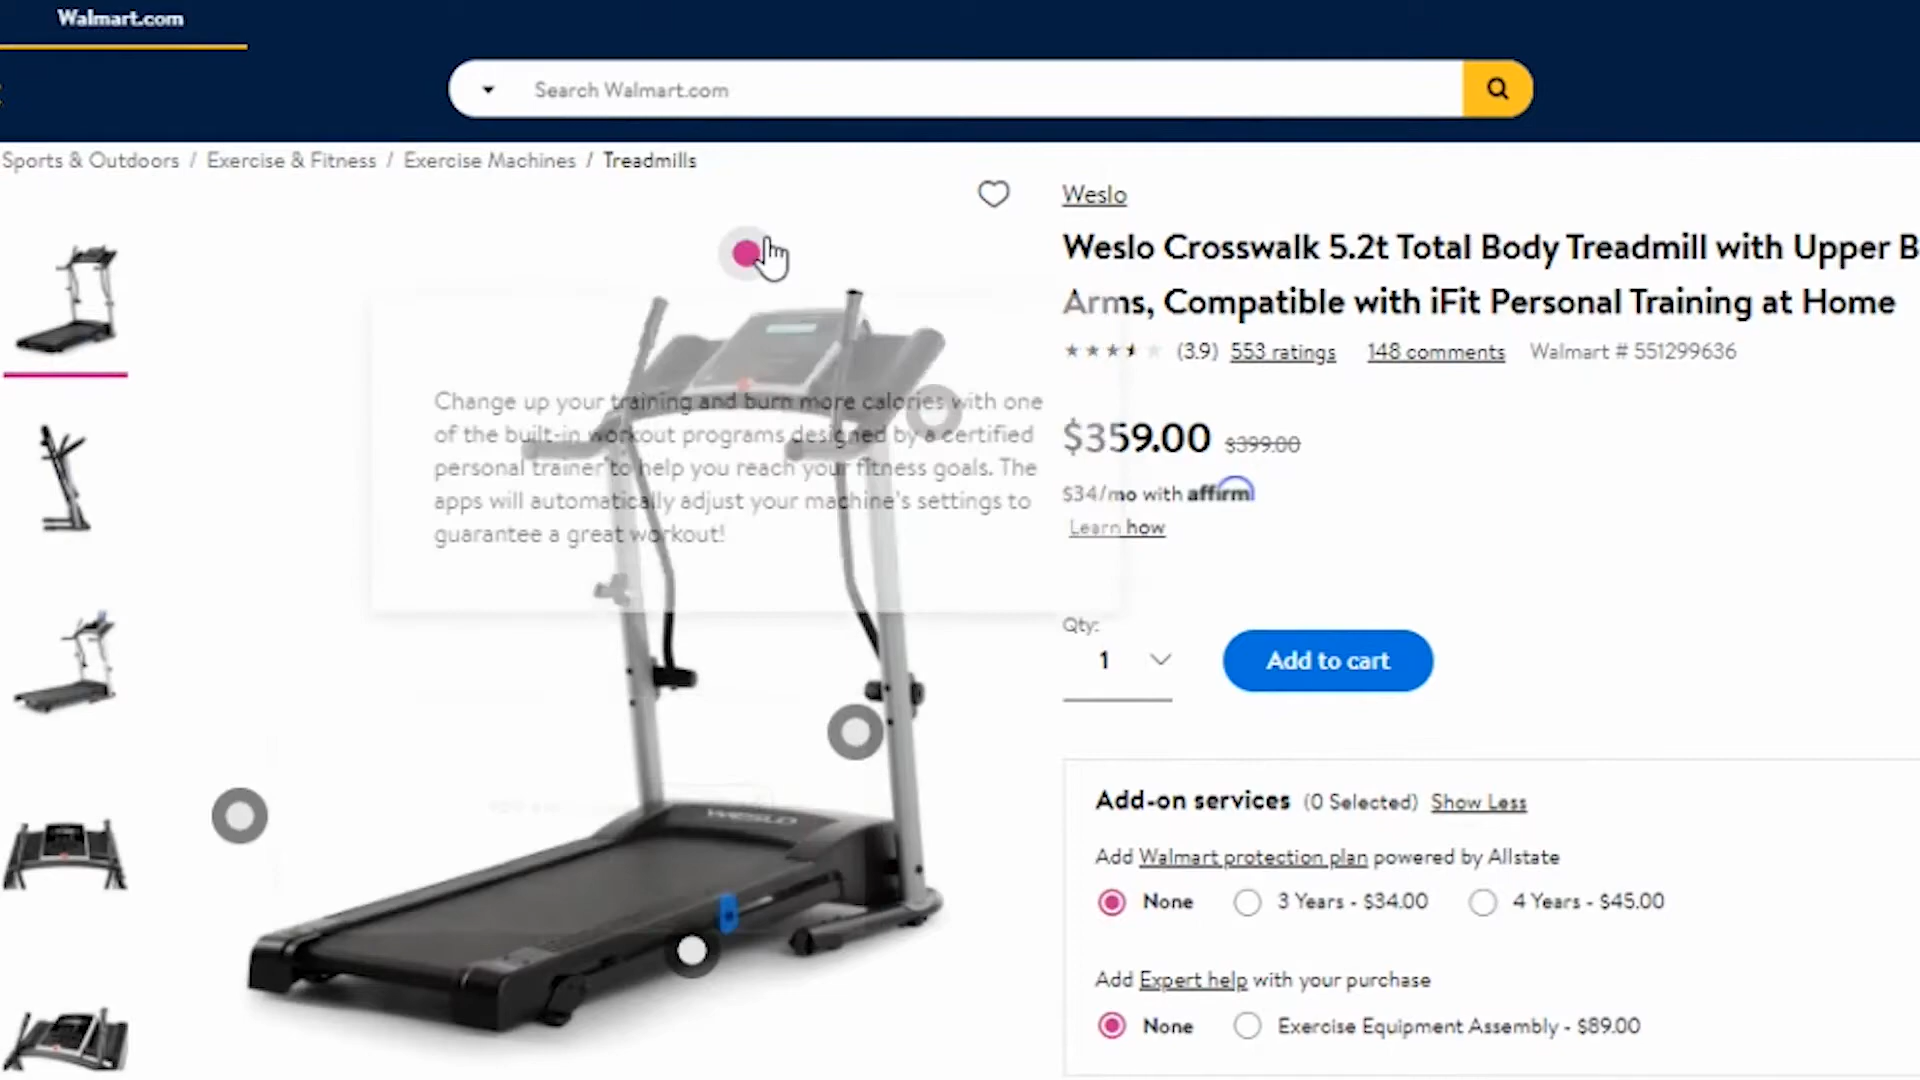 Walmart.com
Search Walmart.com
Sports & Outdoors / Exercise & Fitness / Exercise Machines / Treadmills
Weslo
Weslo Crosswalk 5.2t Total Body Treadmill with Upper B
Arms, Compatible with iFit Personal Training at Home
(3.9) 553 ratings 148 comments Walmart # 551299636
$359.00 $399.00
$34/mo with affirm
Learn how
Change up your training and burn more calories with one
of the built-in workout programs designed by a certified
personal trainer to help you reach your fitness goals. The
apps will automatically adjust your machine's settings to
guarantee a great workout!
Qty:
1
Add to cart
WESLO
Add-on services (0 Selected) Show Less
Add Walmart protection plan powered by Allstate
None 3 Years - $34.00 4 Years - $45.00
Add Expert help with your purchase
None Exercise Equipment Assembly - $89.00